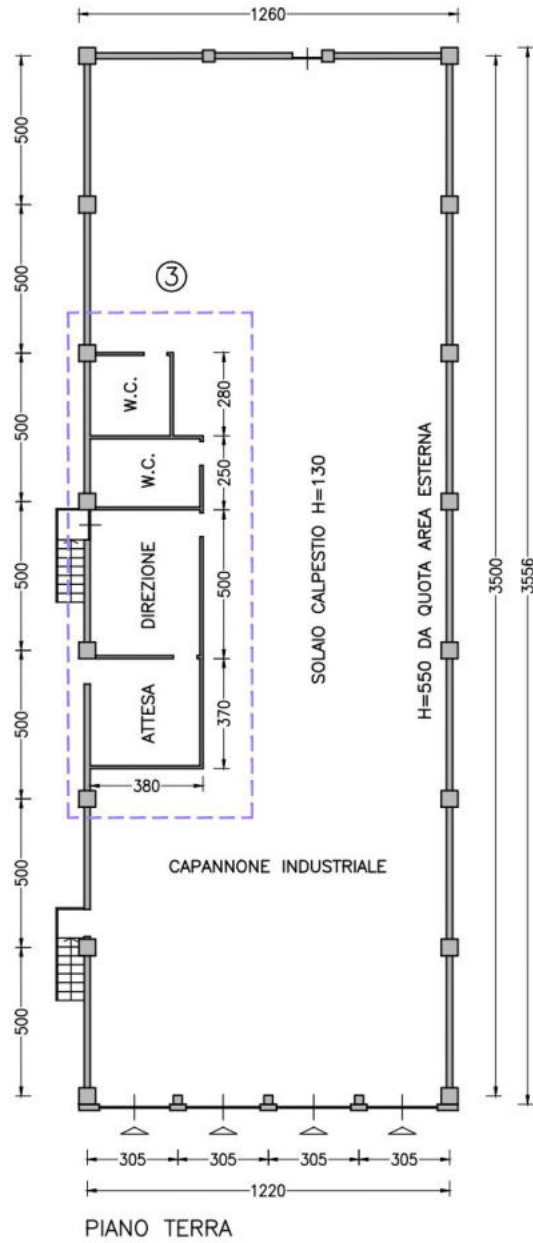 1260
500
500
500
500
500
500
500
3
W.C.
280
W.C.
250
DIREZIONE
500
ATTESA
370
380
SOLAIO CALPESTIO H=130
H=550 DA QUOTA AREA ESTERNA
3500
3556
CAPANNONE INDUSTRIALE
305 305 305 305
1220
PIANO TERRA